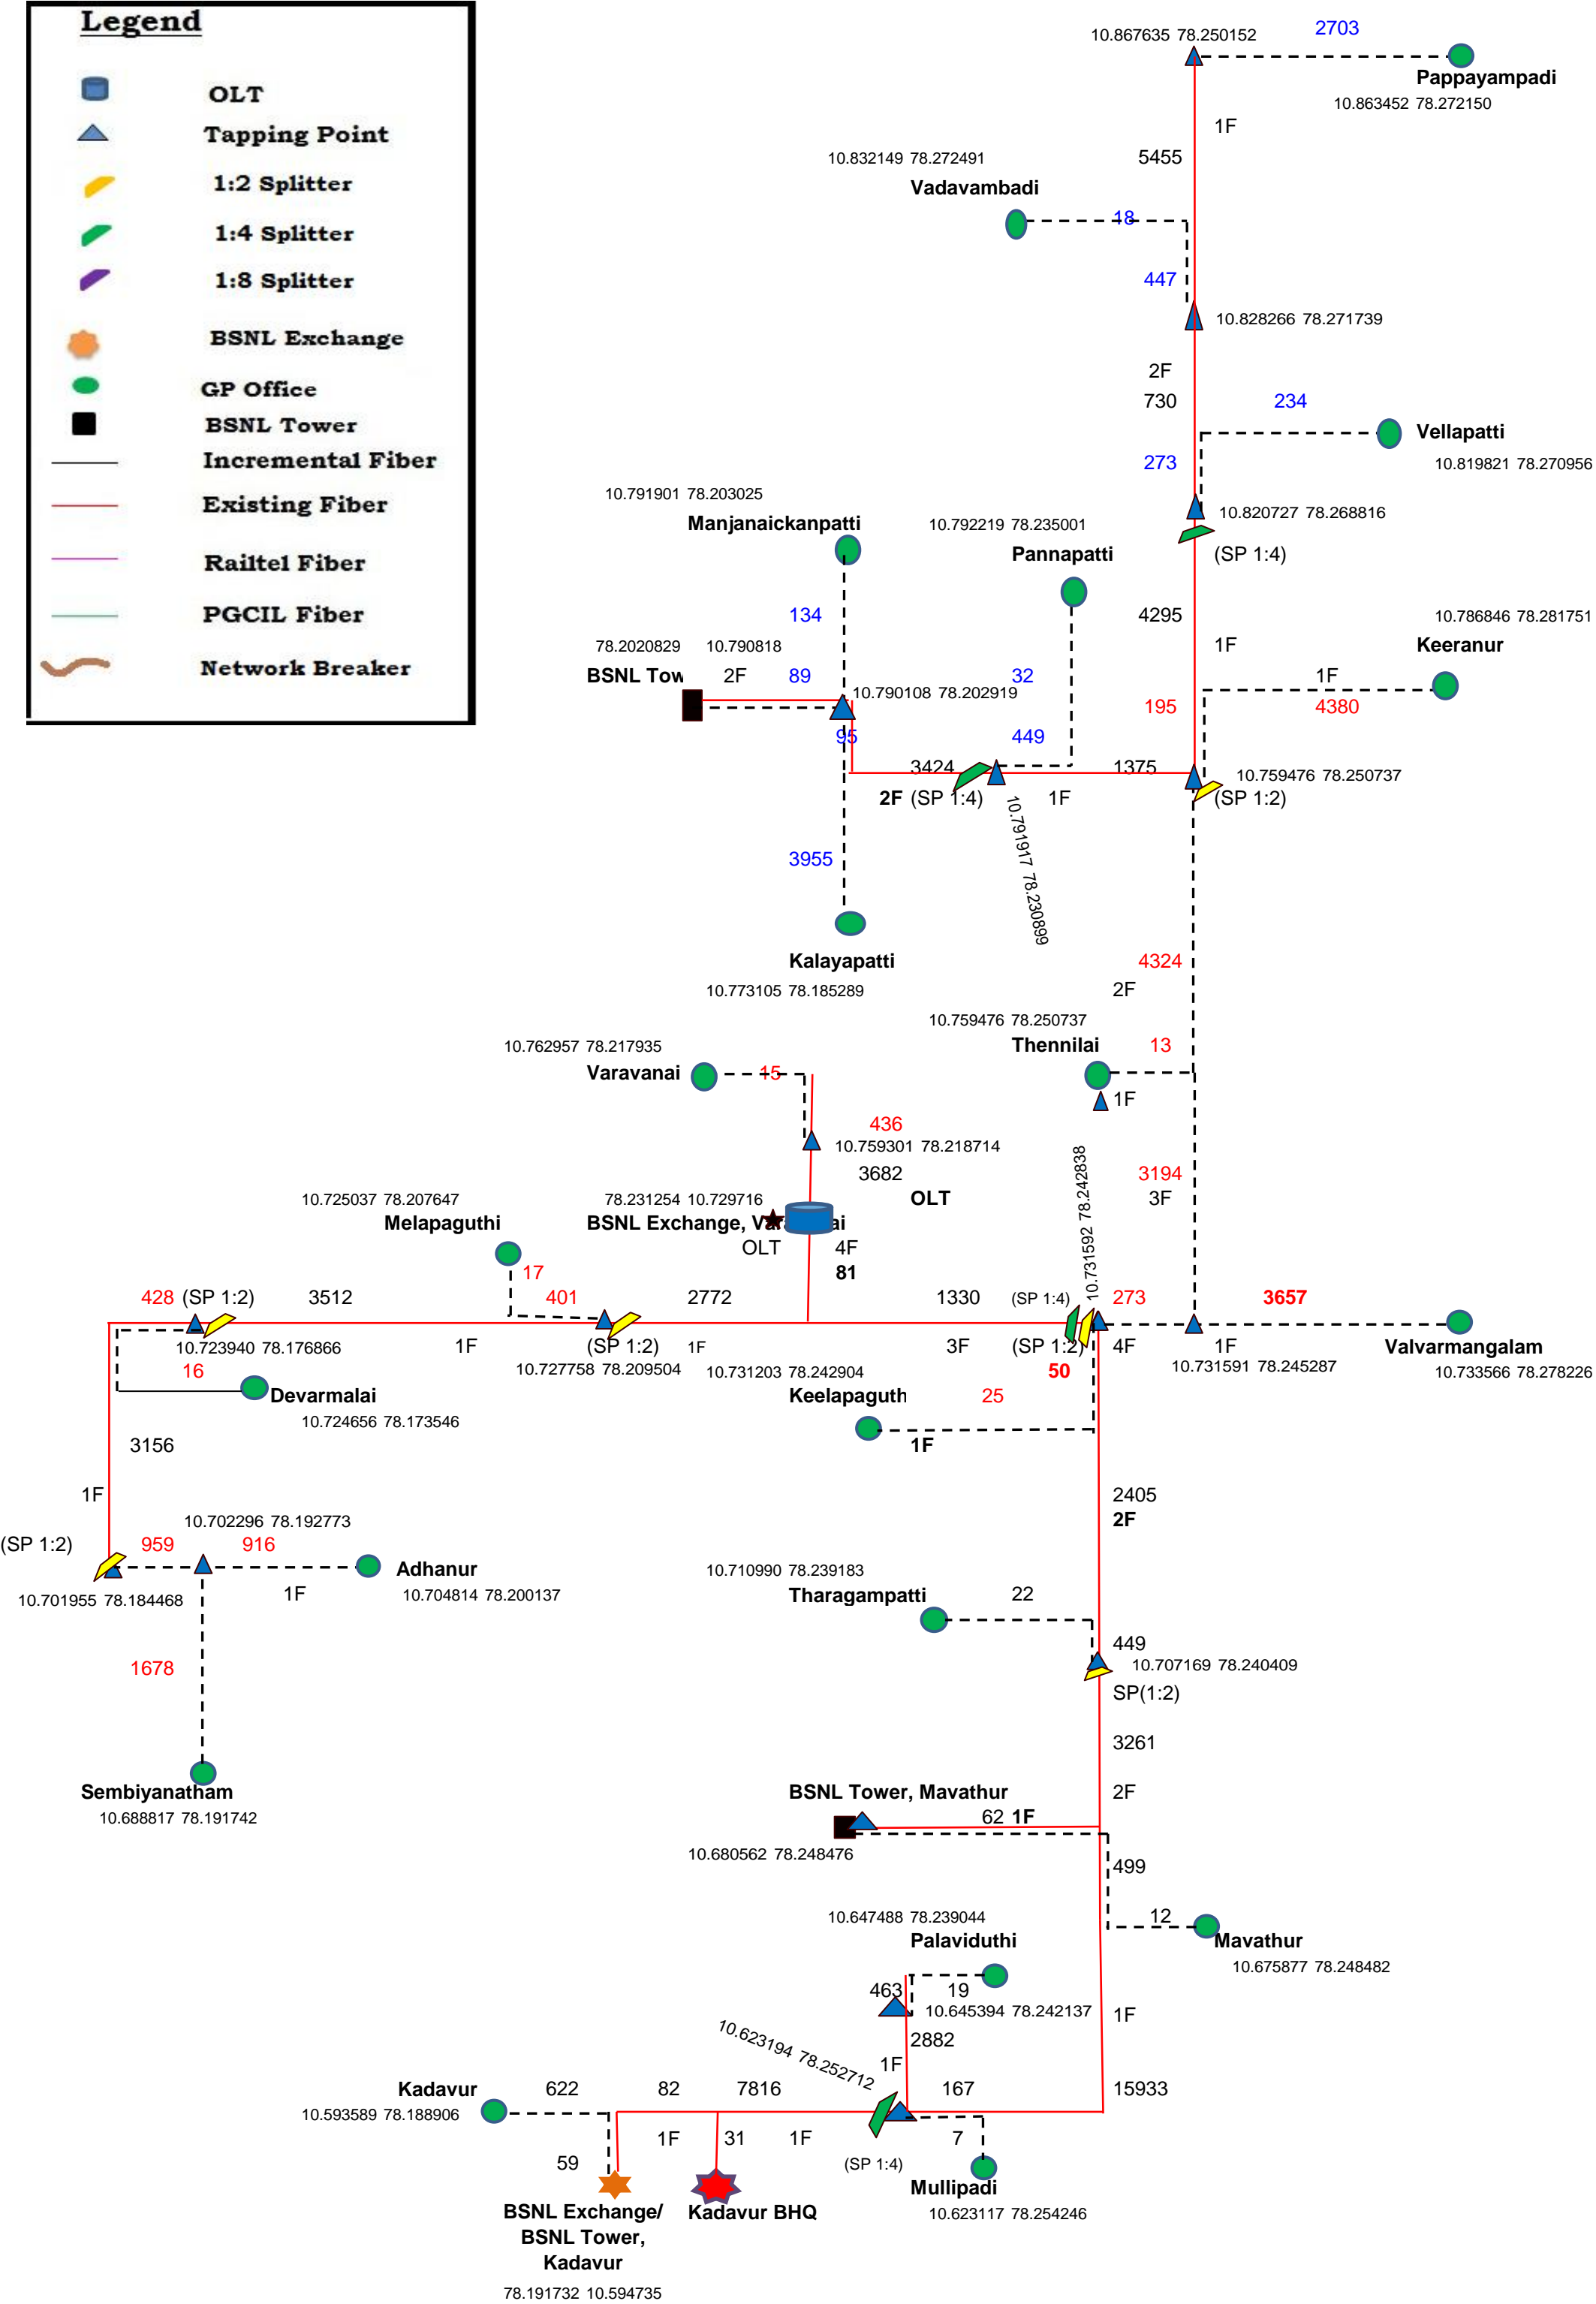 Legend
OLT
Tapping Point
1:2 Splitter
1:4 Splitter
1:8 Splitter
BSNL Exchange
GP Office
BSNL Tower
Incremental Fiber
Existing Fiber
Railtel Fiber
PGCIL Fiber
Network Breaker
10.867635 78.250152
2703
Pappayampadi
10.863452 78.272150
1F
5455
10.832149 78.272491
Vadavambadi
18
447
10.828266 78.271739
2F
730
234
Vellapatti
10.819821 78.270956
273
10.820727 78.268816
(SP 1:4)
10.791901 78.203025
Manjanaickanpatti
10.792219 78.235001
Pannapatti
134
4295
10.786846 78.281751
Keeranur
1F
78.2020829 10.790818
BSNL Tow
2F
89
10.790108 78.202919
32
195
1F
4380
95
449
3424
1375
10.759476 78.250737
2F (SP 1:4)
1F
(SP 1:2)
10.791917 78.230899
3955
Kalayapatti
10.773105 78.185289
4324
2F
10.759476 78.250737
Thennilai
13
1F
10.762957 78.217935
Varavanai
15
436
10.759301 78.218714
3682
OLT
3194
3F
10.731592 78.242838
10.725037 78.207647
Melapaguthi
78.231254 10.729716
BSNL Exchange, Va ai
OLT
4F
81
17
428 (SP 1:2)
3512
401
2772
1330
(SP 1:4)
273
3657
1F
(SP 1:2)
1F
3F
(SP 1:2)
4F
1F
Valvarmangalam
10.723940 78.176866
10.727758 78.209504
10.731203 78.242904
50
10.731591 78.245287
10.733566 78.278226
16
Devarmalai
10.724656 78.173546
Keelapaguth
25
1F
3156
1F
2405
2F
10.702296 78.192773
(SP 1:2)
959
916
Adhanur
10.701955 78.184468
1F
10.704814 78.200137
10.710990 78.239183
Tharagampatti
22
449
10.707169 78.240409
SP(1:2)
1678
3261
Sembiyanatham
10.688817 78.191742
BSNL Tower, Mavathur
2F
62 1F
10.680562 78.248476
499
12
Mavathur
10.675877 78.248482
10.647488 78.239044
Palaviduthi
463
19
10.645394 78.242137
1F
2882
10.623194 78.252712
1F
Kadavur
10.593589 78.188906
622
82
7816
167
15933
1F
31
1F
7
59
(SP 1:4)
Mullipadi
10.623117 78.254246
BSNL Exchange/
BSNL Tower,
Kadavur
Kadavur BHQ
78.191732 10.594735